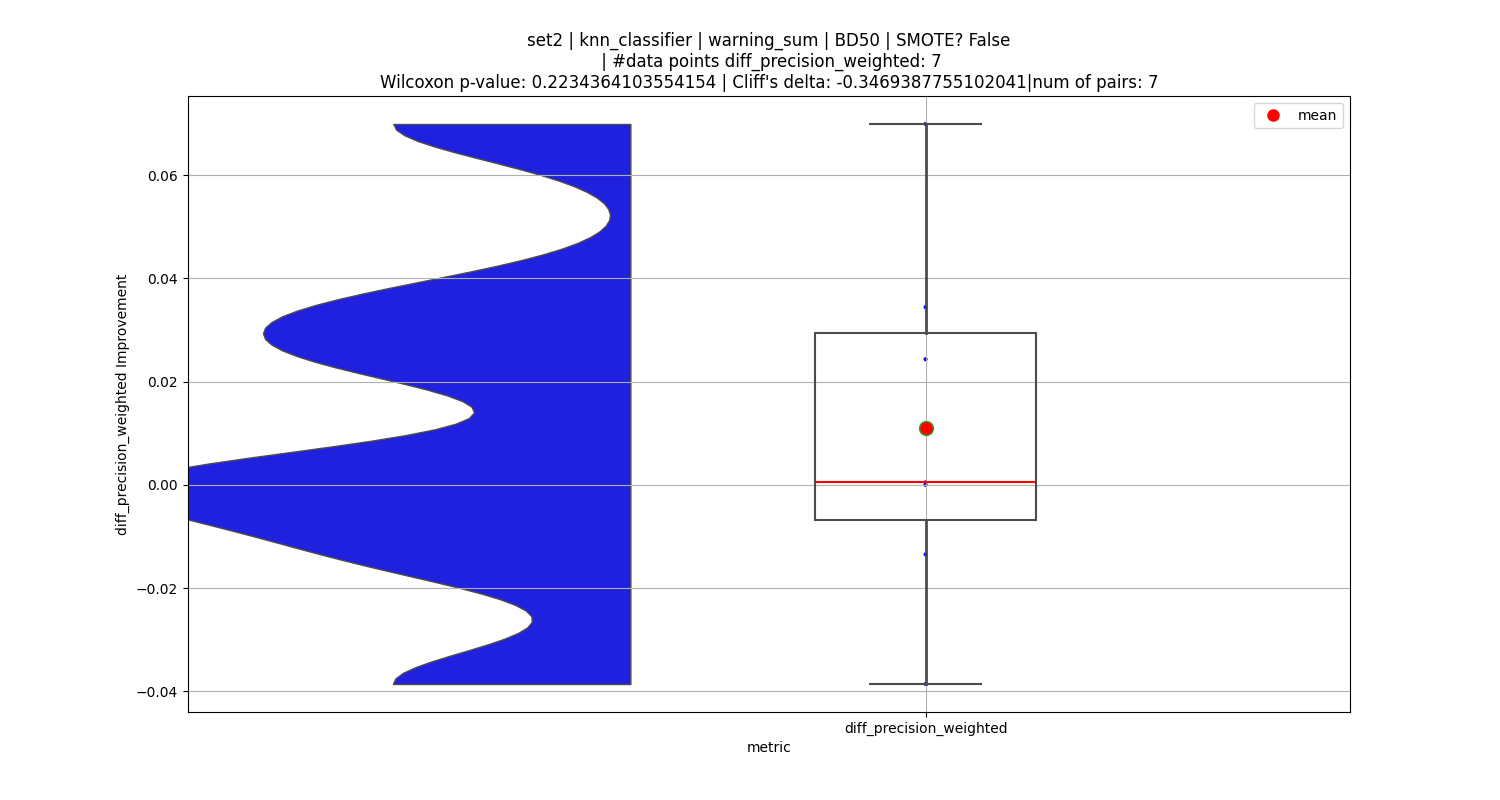 set2 | knn_classifier | warning_sum | BD50 | SMOTE? False
| #data points diff_precision_weighted: 7
Wilcoxon p-value: 0.2234364103554154 | Cliff's delta: -0.3469387755102041|num of pairs: 7
mean
0.06
0.04
0.02
0.00
−0.02
−0.04
diff_precision_weighted Improvement
diff_precision_weighted
metric